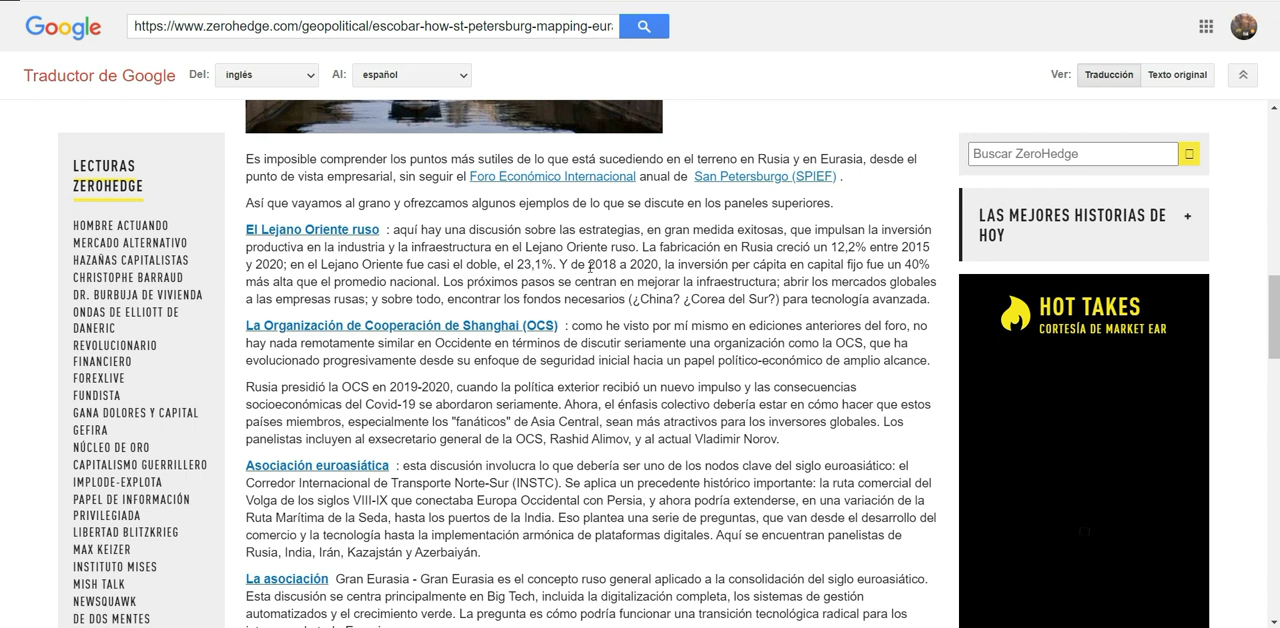 Google
https://www.zerohedge.com/geopolitical/escobar-how-st-petersburg-mapping-eur
Traductor de Google Del: inglés Al: español Ver: Traducción Texto original
LECTURAS
ZEROHEDGE
HOMBRE ACTUANDO
MERCADO ALTERNATIVO
HAZAÑAS CAPITALISTAS
CHRISTOPHE BARRAUD
DR. BURBUJA DE VIVIENDA
ONDAS DE ELLIOTT DE
DANERIC
REVOLUCIONARIO
FINANCIERO
FOREXLIVE
FUNDISTA
GANA DOLORES Y CAPITAL
GEFIRA
NÚCLEO DE ORO
CAPITALISMO GUERRILLERO
IMPLODE-EXPLOTA
PAPEL DE INFORMACIÓN
PRIVILEGIADA
LIBERTAD BLITZKRIEG
MAX KEIZER
INSTITUTO MISES
MISH TALK
NEWSQUAWK
DE DOS MENTES
Es imposible comprender los puntos más sutiles de lo que está sucediendo en el terreno en Rusia y en Eurasia, desde el
punto de vista empresarial, sin seguir el Foro Económico Internacional anual de San Petersburgo (SPIEF) .
Así que vayamos al grano y ofrezcamos algunos ejemplos de lo que se discute en los paneles superiores.
El Lejano Oriente ruso : aquí hay una discusión sobre las estrategias, en gran medida exitosas, que impulsan la inversión
productiva en la industria y la infraestructura en el Lejano Oriente ruso. La fabricación en Rusia creció un 12,2% entre 2015
y 2020; en el Lejano Oriente fue casi el doble, el 23,1%. Y de 2018 a 2020, la inversión per cápita en capital fijo fue un 40%
más alta que el promedio nacional. Los próximos pasos se centran en mejorar la infraestructura; abrir los mercados globales
a las empresas rusas; y sobre todo, encontrar los fondos necesarios (¿China? ¿Corea del Sur?) para tecnología avanzada.
La Organización de Cooperación de Shanghai (OCS) : como he visto por mí mismo en ediciones anteriores del foro, no
hay nada remotamente similar en Occidente en términos de discutir seriamente una organización como la OCS, que ha
evolucionado progresivamente desde su enfoque de seguridad inicial hacia un papel político-económico de amplio alcance.
Rusia presidió la OCS en 2019-2020, cuando la política exterior recibió un nuevo impulso y las consecuencias
socioeconómicas del Covid-19 se abordaron seriamente. Ahora, el énfasis colectivo debería estar en cómo hacer que estos
países miembros, especialmente los "fanáticos" de Asia Central, sean más atractivos para los inversores globales. Los
panelistas incluyen al exsecretario general de la OCS, Rashid Alimov, y al actual Vladimir Norov.
Asociación euroasiática : esta discusión involucra lo que debería ser uno de los nodos clave del siglo euroasiático: el
Corredor Internacional de Transporte Norte-Sur (INSTC). Se aplica un precedente histórico importante: la ruta comercial del
Volga de los siglos VIII-IX que conectaba Europa Occidental con Persia, y ahora podría extenderse, en una variación de la
Ruta Marítima de la Seda, hasta los puertos de la India. Eso plantea una serie de preguntas, que van desde el desarrollo del
comercio y la tecnología hasta la implementación armónica de plataformas digitales. Aquí se encuentran panelistas de
Rusia, India, Irán, Kazajstán y Azerbaiyán.
La asociación Gran Eurasia - Gran Eurasia es el concepto ruso general aplicado a la consolidación del siglo euroasiático.
Esta discusión se centra principalmente en Big Tech, incluida la digitalización completa, los sistemas de gestión
automatizados y el crecimiento verde. La pregunta es cómo podría funcionar una transición tecnológica radical para los
Buscar ZeroHedge
LAS MEJORES HISTORIAS DE
HOY +
HOT TAKES
CORTESÍA DE MARKET EAR